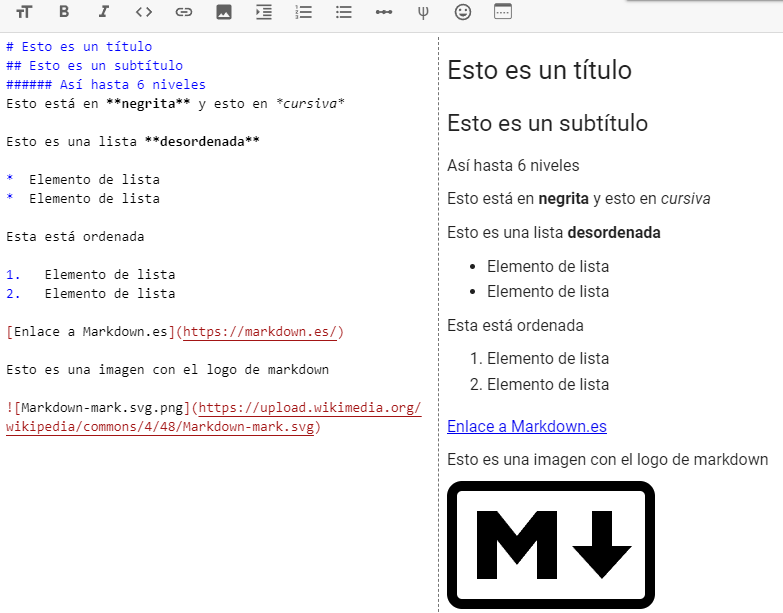 # Esto es un título
## Esto es un subtítulo
###### Así hasta 6 niveles
Esto está en **negrita** y esto en *cursiva*
Esto es una lista **desordenada**
*  Elemento de lista
*  Elemento de lista
Esta está ordenada
1.   Elemento de lista
2.   Elemento de lista
[Enlace a Markdown.es](https://markdown.es/)
Esto es una imagen con el logo de markdown
![Markdown-mark.svg.png](https://upload.wikimedia.org/
wikipedia/commons/4/48/Markdown-mark.svg)
Esto es un título
Esto es un subtítulo
Así hasta 6 niveles
Esto está en negrita y esto en cursiva
Esto es una lista desordenada
• Elemento de lista
• Elemento de lista
Esta está ordenada
1. Elemento de lista
2. Elemento de lista
Enlace a Markdown.es
Esto es una imagen con el logo de markdown
M